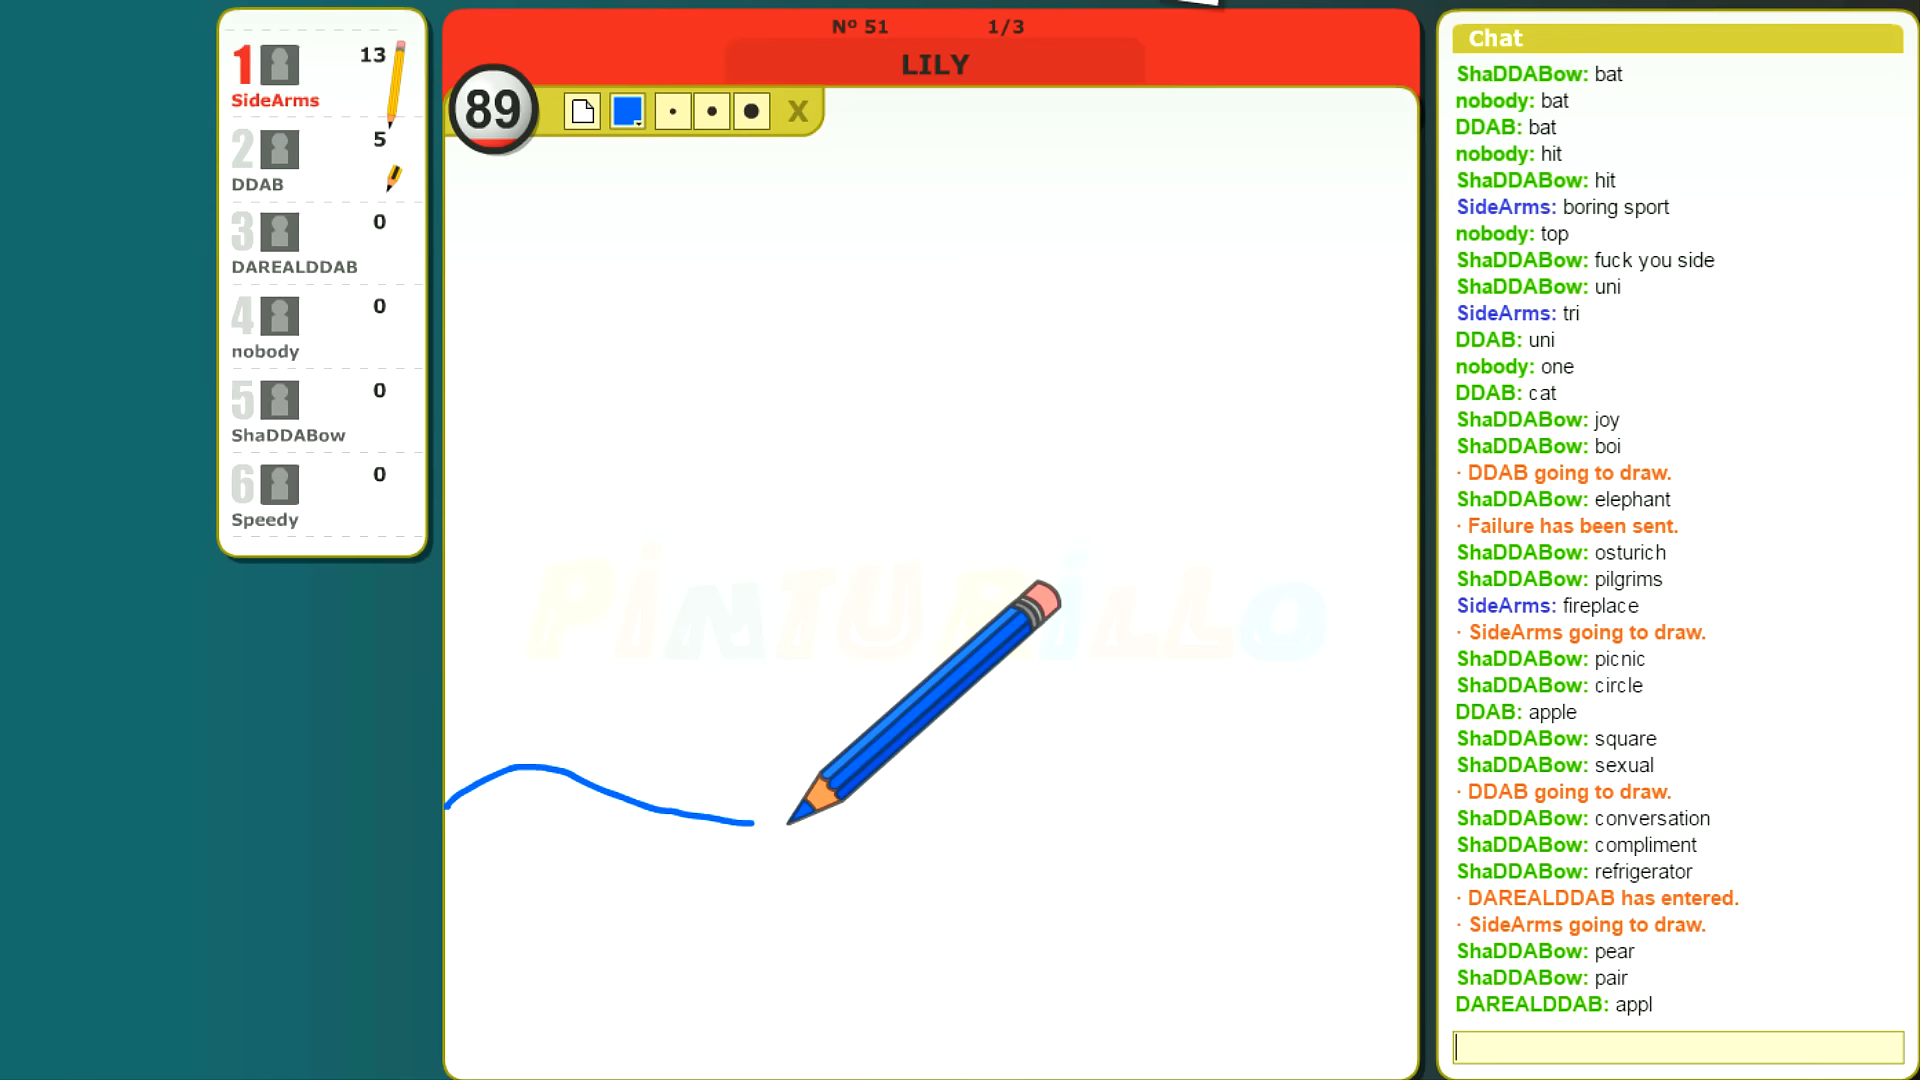 1 13
SideArms
2 5
DDAB
3 0
DAREALDDAB
4 0
nobody
5 0
ShaDDABow
6 0
Speedy
Nº 51 1/3
LILY
89 X
PINTURILLO
Chat
ShaDDABow: bat
nobody: bat
DDAB: bat
nobody: hit
ShaDDABow: hit
SideArms: boring sport
nobody: top
ShaDDABow: fuck you side
ShaDDABow: uni
SideArms: tri
DDAB: uni
nobody: one
DDAB: cat
ShaDDABow: joy
ShaDDABow: boi
· DDAB going to draw.
ShaDDABow: elephant
· Failure has been sent.
ShaDDABow: osturich
ShaDDABow: pilgrims
SideArms: fireplace
· SideArms going to draw.
ShaDDABow: picnic
ShaDDABow: circle
DDAB: apple
ShaDDABow: square
ShaDDABow: sexual
· DDAB going to draw.
ShaDDABow: conversation
ShaDDABow: compliment
ShaDDABow: refrigerator
· DAREALDDAB has entered.
· SideArms going to draw.
ShaDDABow: pear
ShaDDABow: pair
DAREALDDAB: appl